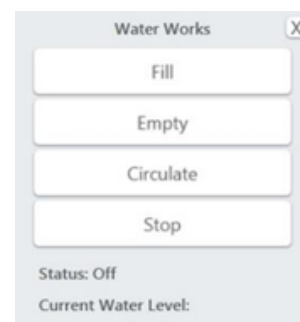 Water Works
X
Fill
Empty
Circulate
Stop
Status: Off
Current Water Level: